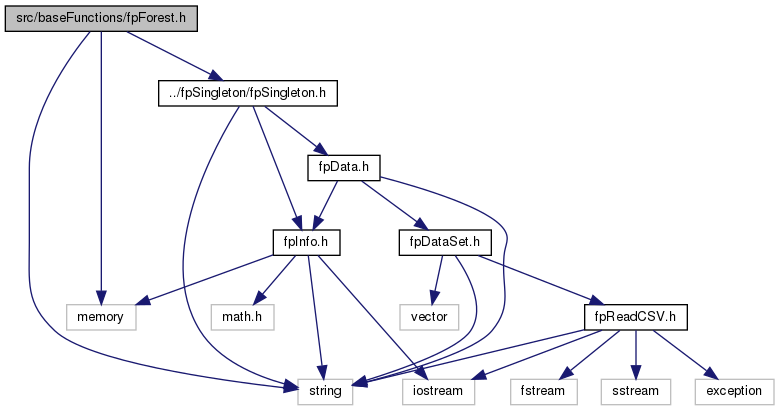 src/baseFunctions/fpForest.h
../fpSingleton/fpSingleton.h
fpData.h
fpInfo.h
fpDataSet.h
memory
math.h
vector
fpReadCSV.h
string
iostream
fstream
sstream
exception